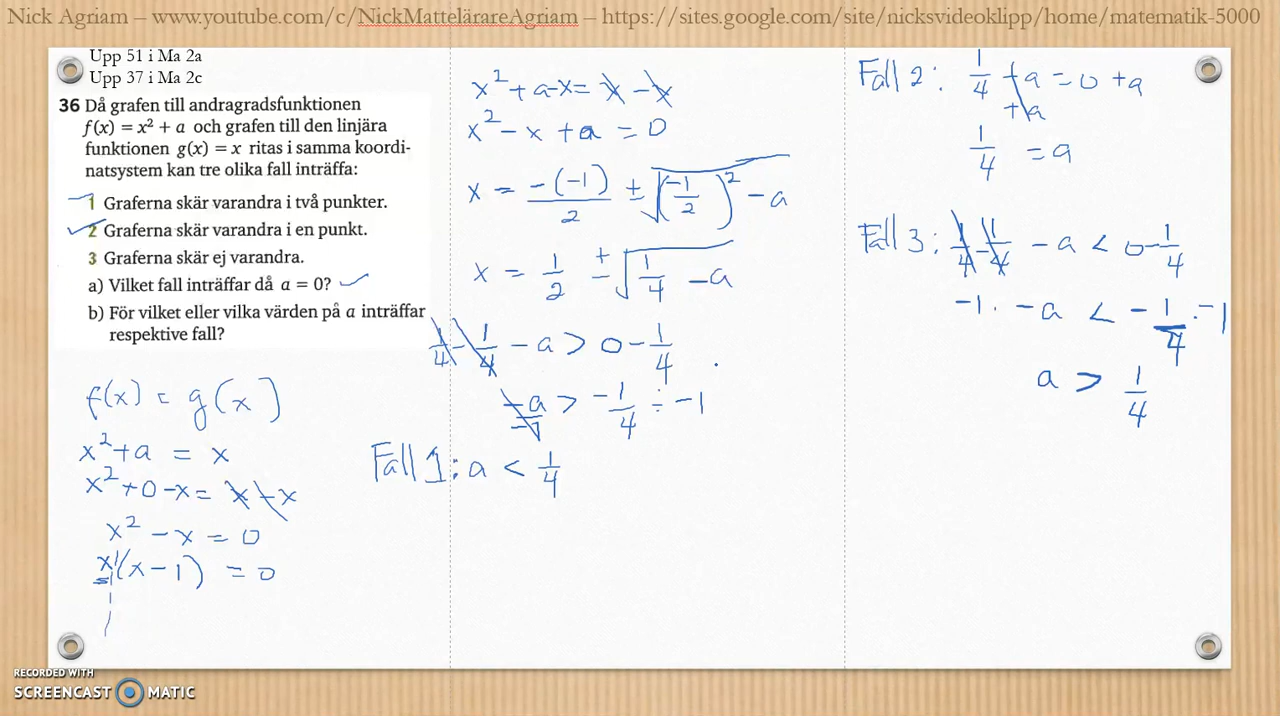 Nick Agriam – www.youtube.com/c/NickMattelärareAgriam – https://sites.google.com/site/nicksvideoklipp/home/matematik-5000
Upp 51 i Ma 2a
Upp 37 i Ma 2c
36 Då grafen till andragradsfunktionen
f(x) = x² + a och grafen till den linjära
funktionen g(x) = x ritas i samma koordi-
natsystem kan tre olika fall inträffa:
1 Graferna skär varandra i två punkter.
2 Graferna skär varandra i en punkt.
3 Graferna skär ej varandra.
a) Vilket fall inträffar då a = 0?
b) För vilket eller vilka värden på a inträffar
respektive fall?
f(x) = g(x)
x² + a = x
x² + 0 - x = x - x
x² - x = 0
x(x - 1) = 0
x² + a - x = x - x
x² - x + a = 0
x = -(-1)/2 ± √((-1/2)² - a)
x = 1/2 ± √(1/4 - a)
1/4 - 1/4 - a > 0 - 1/4
-a/-1 > -1/4 ÷ -1
Fall 1: a < 1/4
Fall 2: 1/4 - a = 0 + a
+a
1/4 = a
Fall 3: 1/4 - 1/4 - a < 0 - 1/4
-1 · -a < -1/4 · -1
a > 1/4
RECORDED WITH
SCREENCAST MATIC